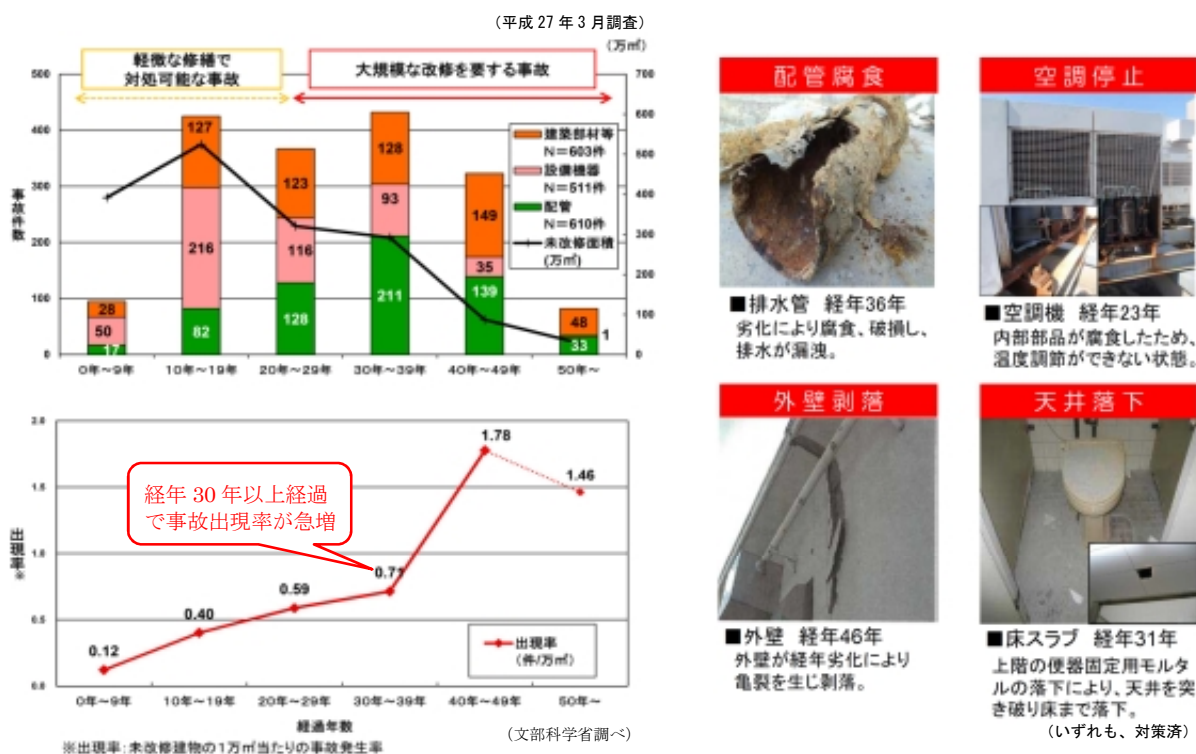 （平成 27 年 3 月調査）
（万㎡）
軽微な修繕で
対処可能な事故
大規模な改修を要する事故
500
400
300
200
100
0
事故件数
700
600
500
400
300
200
100
0
建築部材等
N＝603件
設備機器
N＝511件
配管
N＝610件
未改修面積
(万㎡)
28
50
17
127
216
82
123
116
128
128
93
211
149
35
139
48
1
33
0年～9年
10年～19年
20年～29年
30年～39年
40年～49年
50年～
2.0
1.5
1.0
0.5
0.0
出現率
※
経年 30 年以上経過
で事故出現率が急増
0.12
0.40
0.59
0.71
1.78
1.46
出現率
(件/万㎡)
0年～9年
10年～19年
20年～29年
30年～39年
40年～49年
50年～
経過年数
※出現率：未改修建物の1万㎡当たりの事故発生率
（文部科学省調べ）
配管腐食
■排水管　経年36年
劣化により腐食、破損し、
排水が漏洩。
空調停止
■空調機　経年23年
内部部品が腐食したため、
温度調節ができない状態。
外壁剥落
■外壁　経年46年
外壁が経年劣化により
亀裂を生じ剥落。
天井落下
■床スラブ　経年31年
上階の便器固定用モルタ
ルの落下により、天井を突
き破り床まで落下。
（いずれも、対策済）